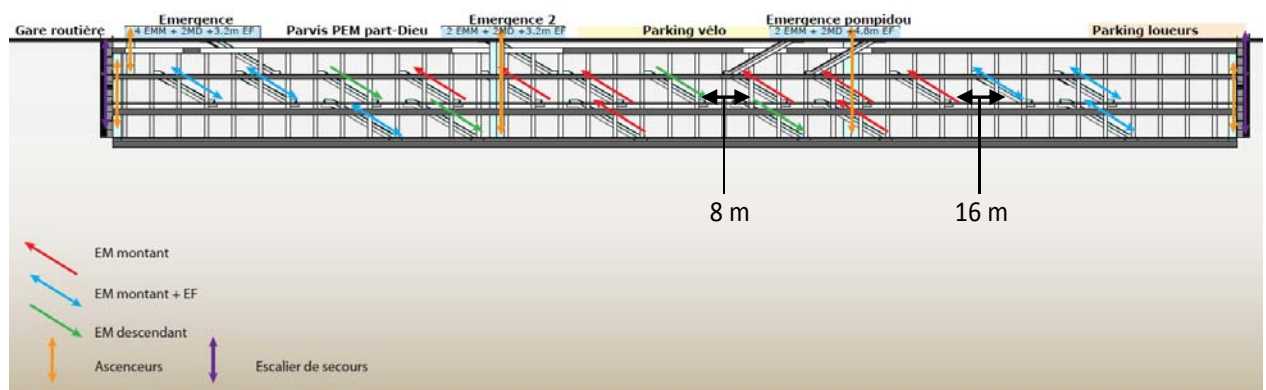 Gare routière
Emergence
4 EMM + 2MD +3.2m EF
Parvis PEM part-Dieu
Emergence 2
2 EMM + 2MD +3.2m EF
Parking vélo
Emergence pompidou
2 EMM + 2MD +4.8m EF
Parking loueurs
8 m
16 m
EM montant
EM montant + EF
EM descendant
Ascenceurs
Escalier de secours